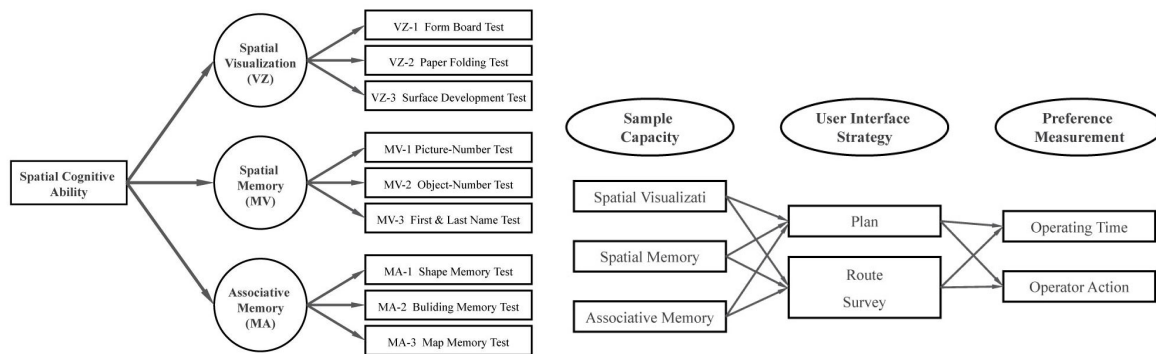 Spatial Cognitive
Ability
Spatial
Visualization
(VZ)
VZ-1 Form Board Test
VZ-2 Paper Folding Test
VZ-3 Surface Development Test
Spatial
Memory
(MV)
MV-1 Picture-Number Test
MV-2 Object-Number Test
MV-3 First & Last Name Test
Associative
Memory
(MA)
MA-1 Shape Memory Test
MA-2 Buliding Memory Test
MA-3 Map Memory Test
Sample
Capacity
User Interface
Strategy
Preference
Measurement
Spatial Visualizati
Spatial Memory
Associative Memory
Plan
Route
Survey
Operating Time
Operator Action